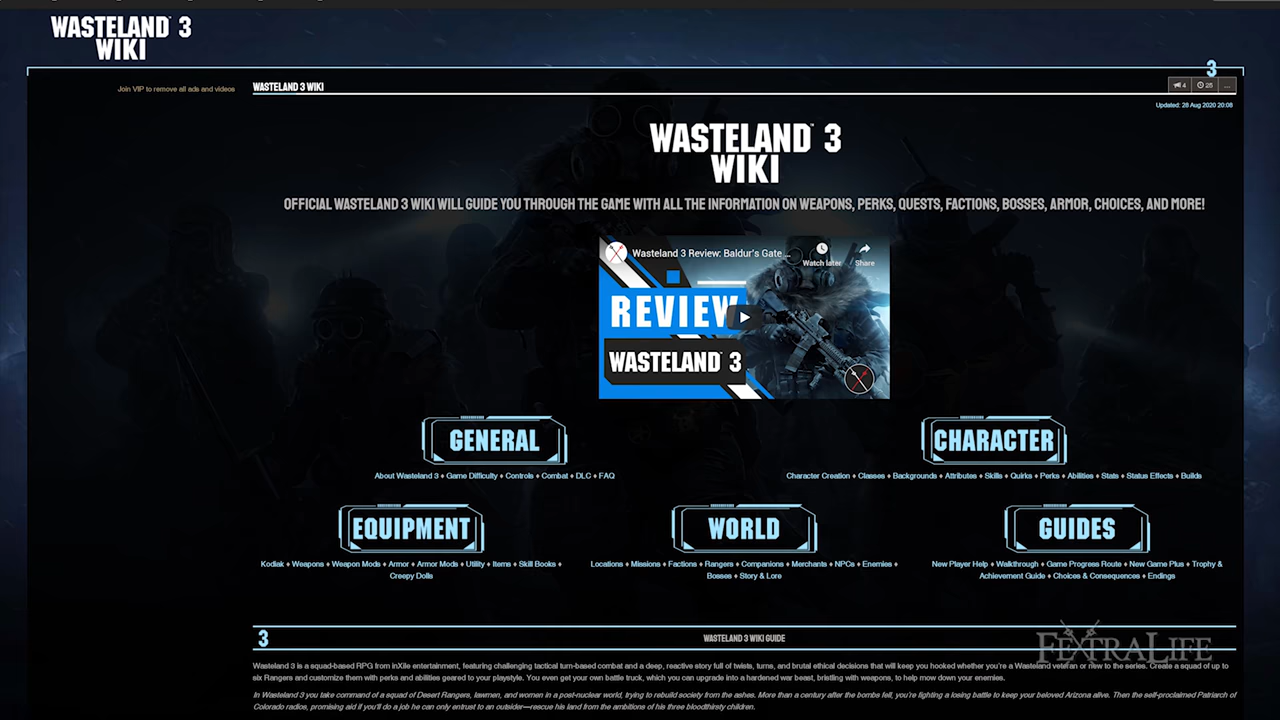 WASTELAND 3
WIKI
3
Join VIP to remove all ads and videos
WASTELAND 3 WIKI
4
26
...
Updated: 28 Aug 2020 20:08
WASTELAND 3
WIKI
OFFICIAL WASTELAND 3 WIKI WILL GUIDE YOU THROUGH THE GAME WITH ALL THE INFORMATION ON WEAPONS, PERKS, QUESTS, FACTIONS, BOSSES, ARMOR, CHOICES, AND MORE!
Wasteland 3 Review: Baldur's Gate ...
Watch later
Share
REVIEW
WASTELAND 3
GENERAL
About Wasteland 3 ♦ Game Difficulty ♦ Controls ♦ Combat ♦ DLC ♦ FAQ
CHARACTER
Character Creation ♦ Classes ♦ Backgrounds ♦ Attributes ♦ Skills ♦ Quirks ♦ Perks ♦ Abilities ♦ Stats ♦ Status Effects ♦ Builds
EQUIPMENT
Kodiak ♦ Weapons ♦ Weapon Mods ♦ Armor ♦ Armor Mods ♦ Utility ♦ Items ♦ Skill Books ♦
Creepy Dolls
WORLD
Locations ♦ Missions ♦ Factions ♦ Rangers ♦ Companions ♦ Merchants ♦ NPCs ♦ Enemies ♦
Bosses ♦ Story & Lore
GUIDES
New Player Help ♦ Walkthrough ♦ Game Progress Route ♦ New Game Plus ♦ Trophy &
Achievement Guide ♦ Choices & Consequences ♦ Endings
3
WASTELAND 3 WIKI GUIDE
FEXTRALIFE
Wasteland 3 is a squad-based RPG from inXile entertainment, featuring challenging tactical turn-based combat and a deep, reactive story full of twists, turns, and brutal ethical decisions that will keep you hooked whether you're a Wasteland veteran or new to the series. Create a squad of up to
six Rangers and customize them with perks and abilities geared to your playstyle. You even get your own battle truck, which you can upgrade into a hardened war beast, bristling with weapons, to help mow down your enemies.
In Wasteland 3 you take command of a squad of Desert Rangers, lawmen, and women in a post-nuclear world, trying to rebuild society from the ashes. More than a century after the bombs fell, you're fighting a losing battle to keep your beloved Arizona alive. Then the self-proclaimed Patriarch of
Colorado radios, promising aid if you'll do a job he can only entrust to an outsider—rescue his land from the ambitions of his three bloodthirsty children.